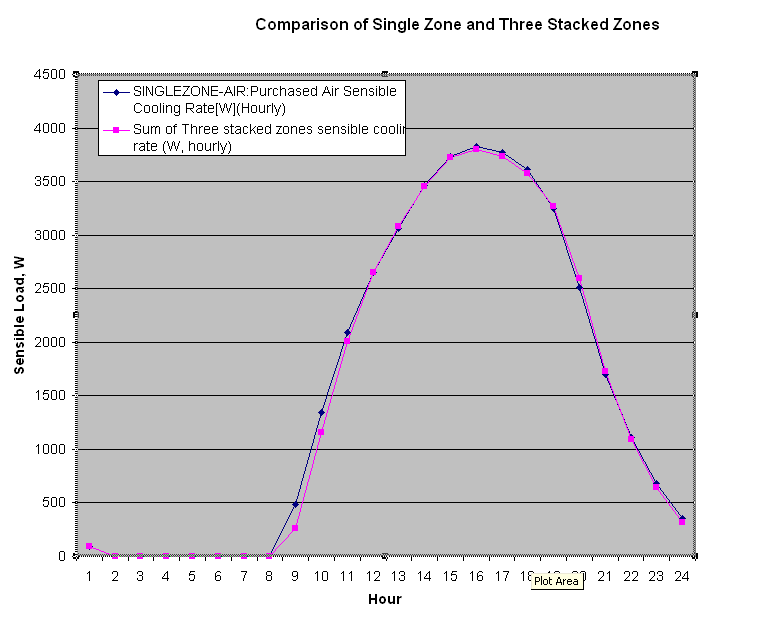 Comparison of Single Zone and Three Stacked Zones
4500
4000
3500
3000
2500
2000
1500
1000
500
0
SINGLEZONE-AIR:Purchased Air Sensible
Cooling Rate[W](Hourly)
Sum of Three stacked zones sensible coolin
rate (W, hourly)
Sensible Load, W
1 2 3 4 5 6 7 8 9 10 11 12 13 14 15 16 17 18 19 20 21 22 23 24
Plot Area
Hour